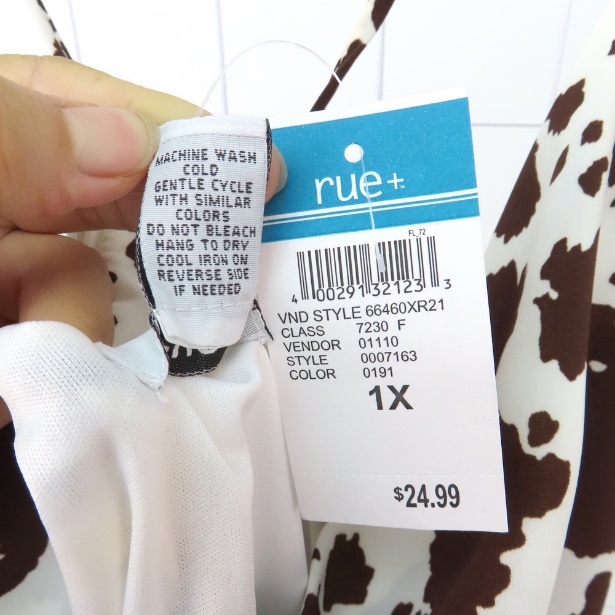 MACHINE WASH
COLD
GENTLE CYCLE
WITH SIMILAR
COLORS
DO NOT BLEACH
HANG TO DRY
COOL IRON ON
REVERSE SIDE
IF NEEDED
rue+™
FL_72
4 00291 32123 3
VND STYLE 66460XR21
CLASS 7230 F
VENDOR 01110
STYLE 0007163
COLOR 0191
1X
$24.99